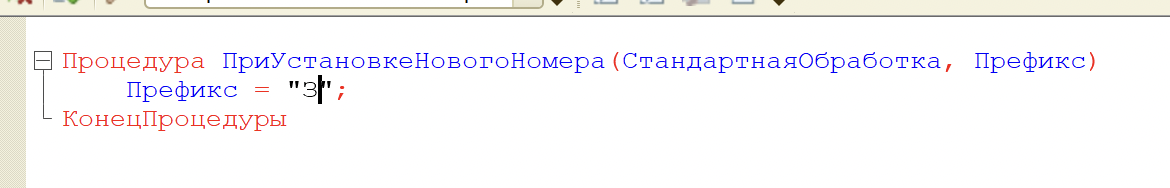 Процедура ПриУстановкеНовогоНомера(СтандартнаяОбработка, Префикс)
Префикс = "З";
КонецПроцедуры